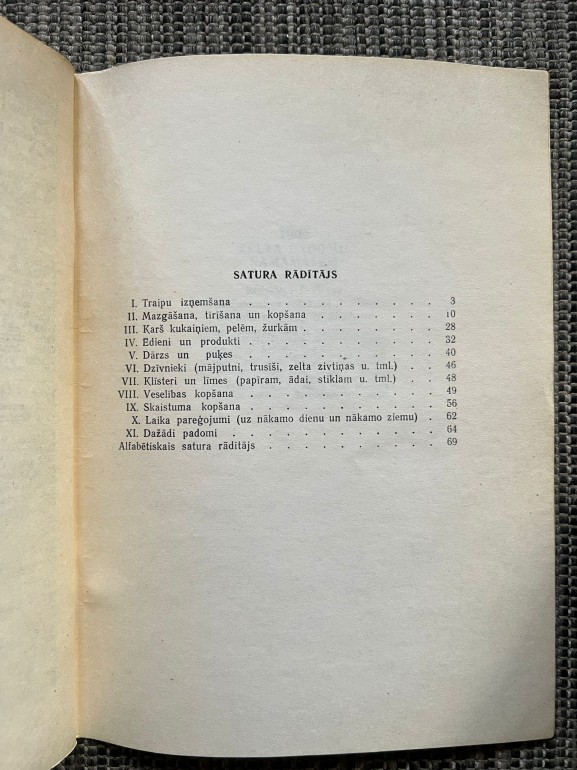 SATURA RĀDĪTĀJS
I. Traipu izņemšana . . . . . . . . . . . 3
II. Mazgāšana, tīrīšana un kopšana . . . . . . 10
III. Karš kukaiņiem, pelēm, žurkām . . . . . . 28
IV. Ēdieni un produkti . . . . . . . . . . 32
V. Dārzs un puķes . . . . . . . . . . . 40
VI. Dzīvnieki (mājputni, trusīši, zelta zivtiņas u. tml.) . . 46
VII. Klīsteri un līmes (papīram, ādai, stiklam u. tml.) . . 48
VIII. Veselības kopšana . . . . . . . . . . 49
IX. Skaistuma kopšana . . . . . . . . . . 56
X. Laika pareģojumi (uz nākamo dienu un nākamo ziemu) 62
XI. Dažādi padomi . . . . . . . . . . . 64
Alfabētiskais satura rādītājs . . . . . . . . . 69